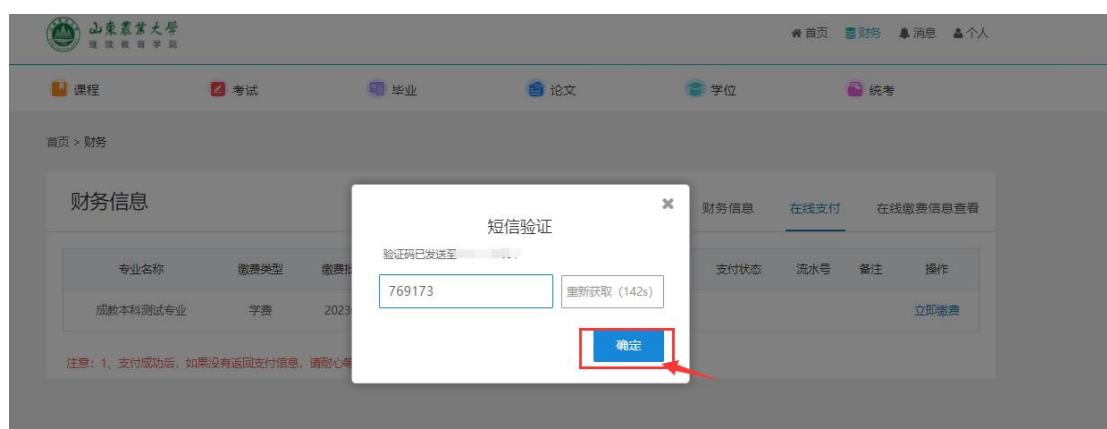 山东农业大学
继续教育学院
首页 财务 消息 个人
课程 考试 毕业 论文 学位 统考
首页 > 财务
财务信息
财务信息 在线支付 在线缴费信息查看
短信验证
验证码已发送至
专业名称 缴费类型 缴费批 支付状态 流水号 备注 操作
769173 重新获取（142s）
成教本科测试专业 学费 2023 立即缴费
确定
注意：1、支付成功后，如果没有返回支付信息，请耐心等